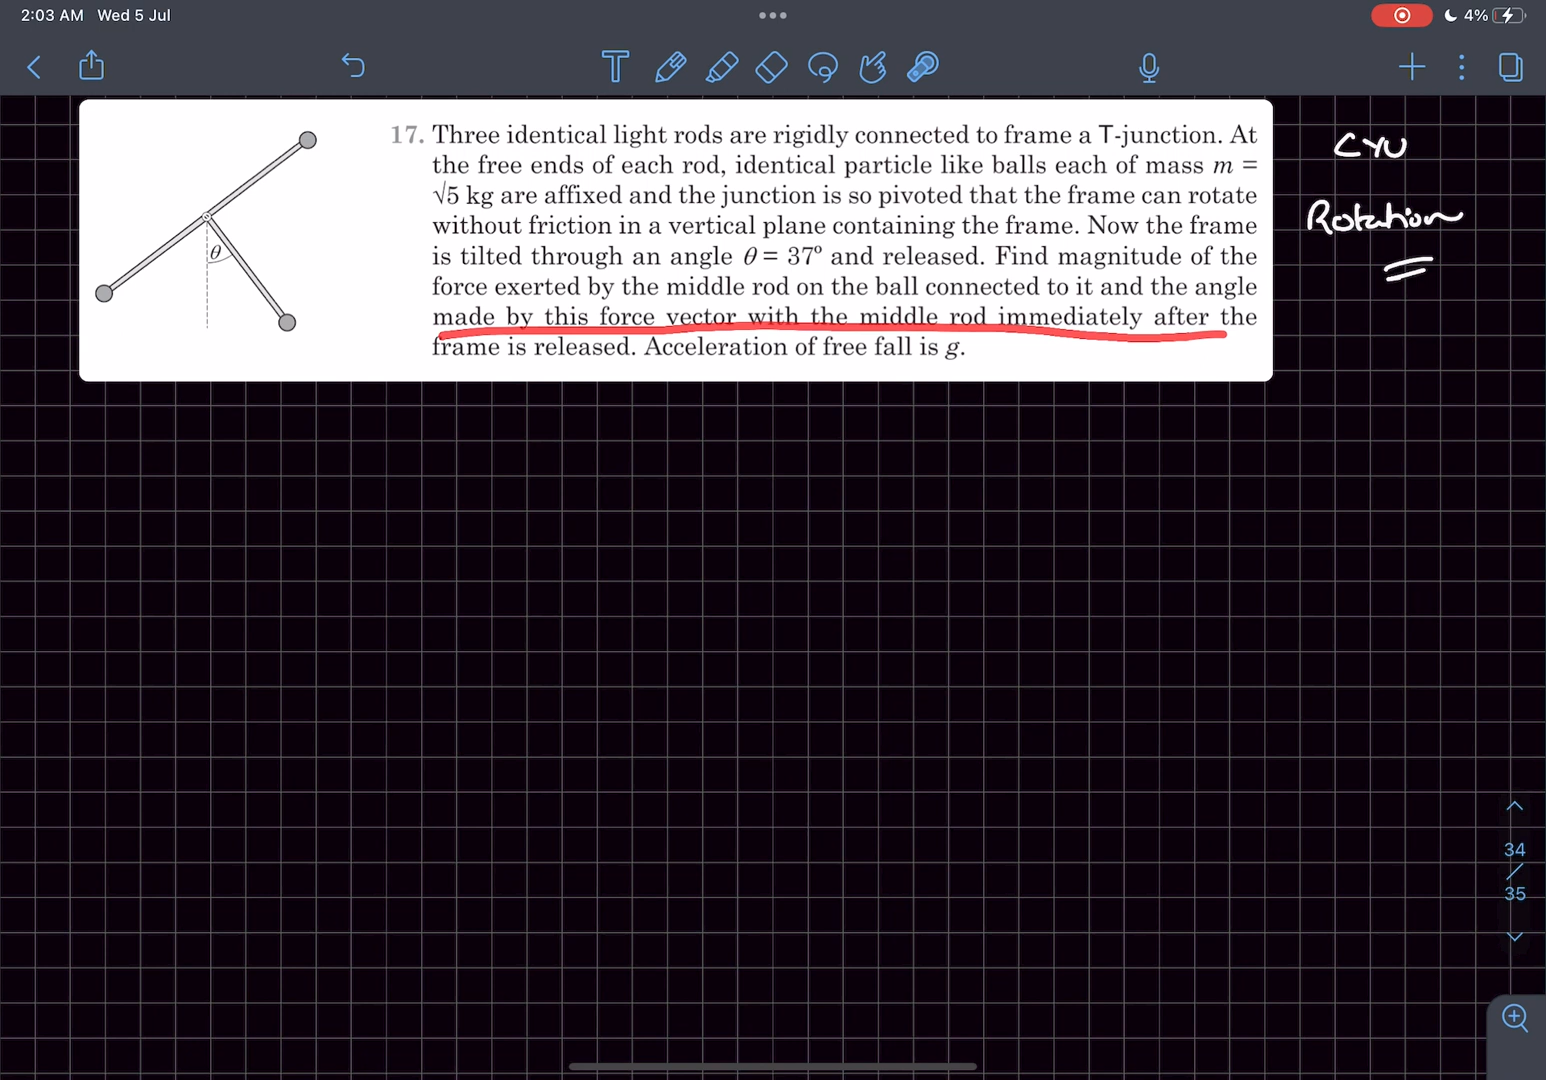 2:03 AM Wed 5 Jul
4%
T
17. Three identical light rods are rigidly connected to frame a T-junction. At
the free ends of each rod, identical particle like balls each of mass m =
√5 kg are affixed and the junction is so pivoted that the frame can rotate
without friction in a vertical plane containing the frame. Now the frame
is tilted through an angle θ = 37° and released. Find magnitude of the
force exerted by the middle rod on the ball connected to it and the angle
made by this force vector with the middle rod immediately after the
frame is released. Acceleration of free fall is g.
θ
CYU
Rotation
34
35